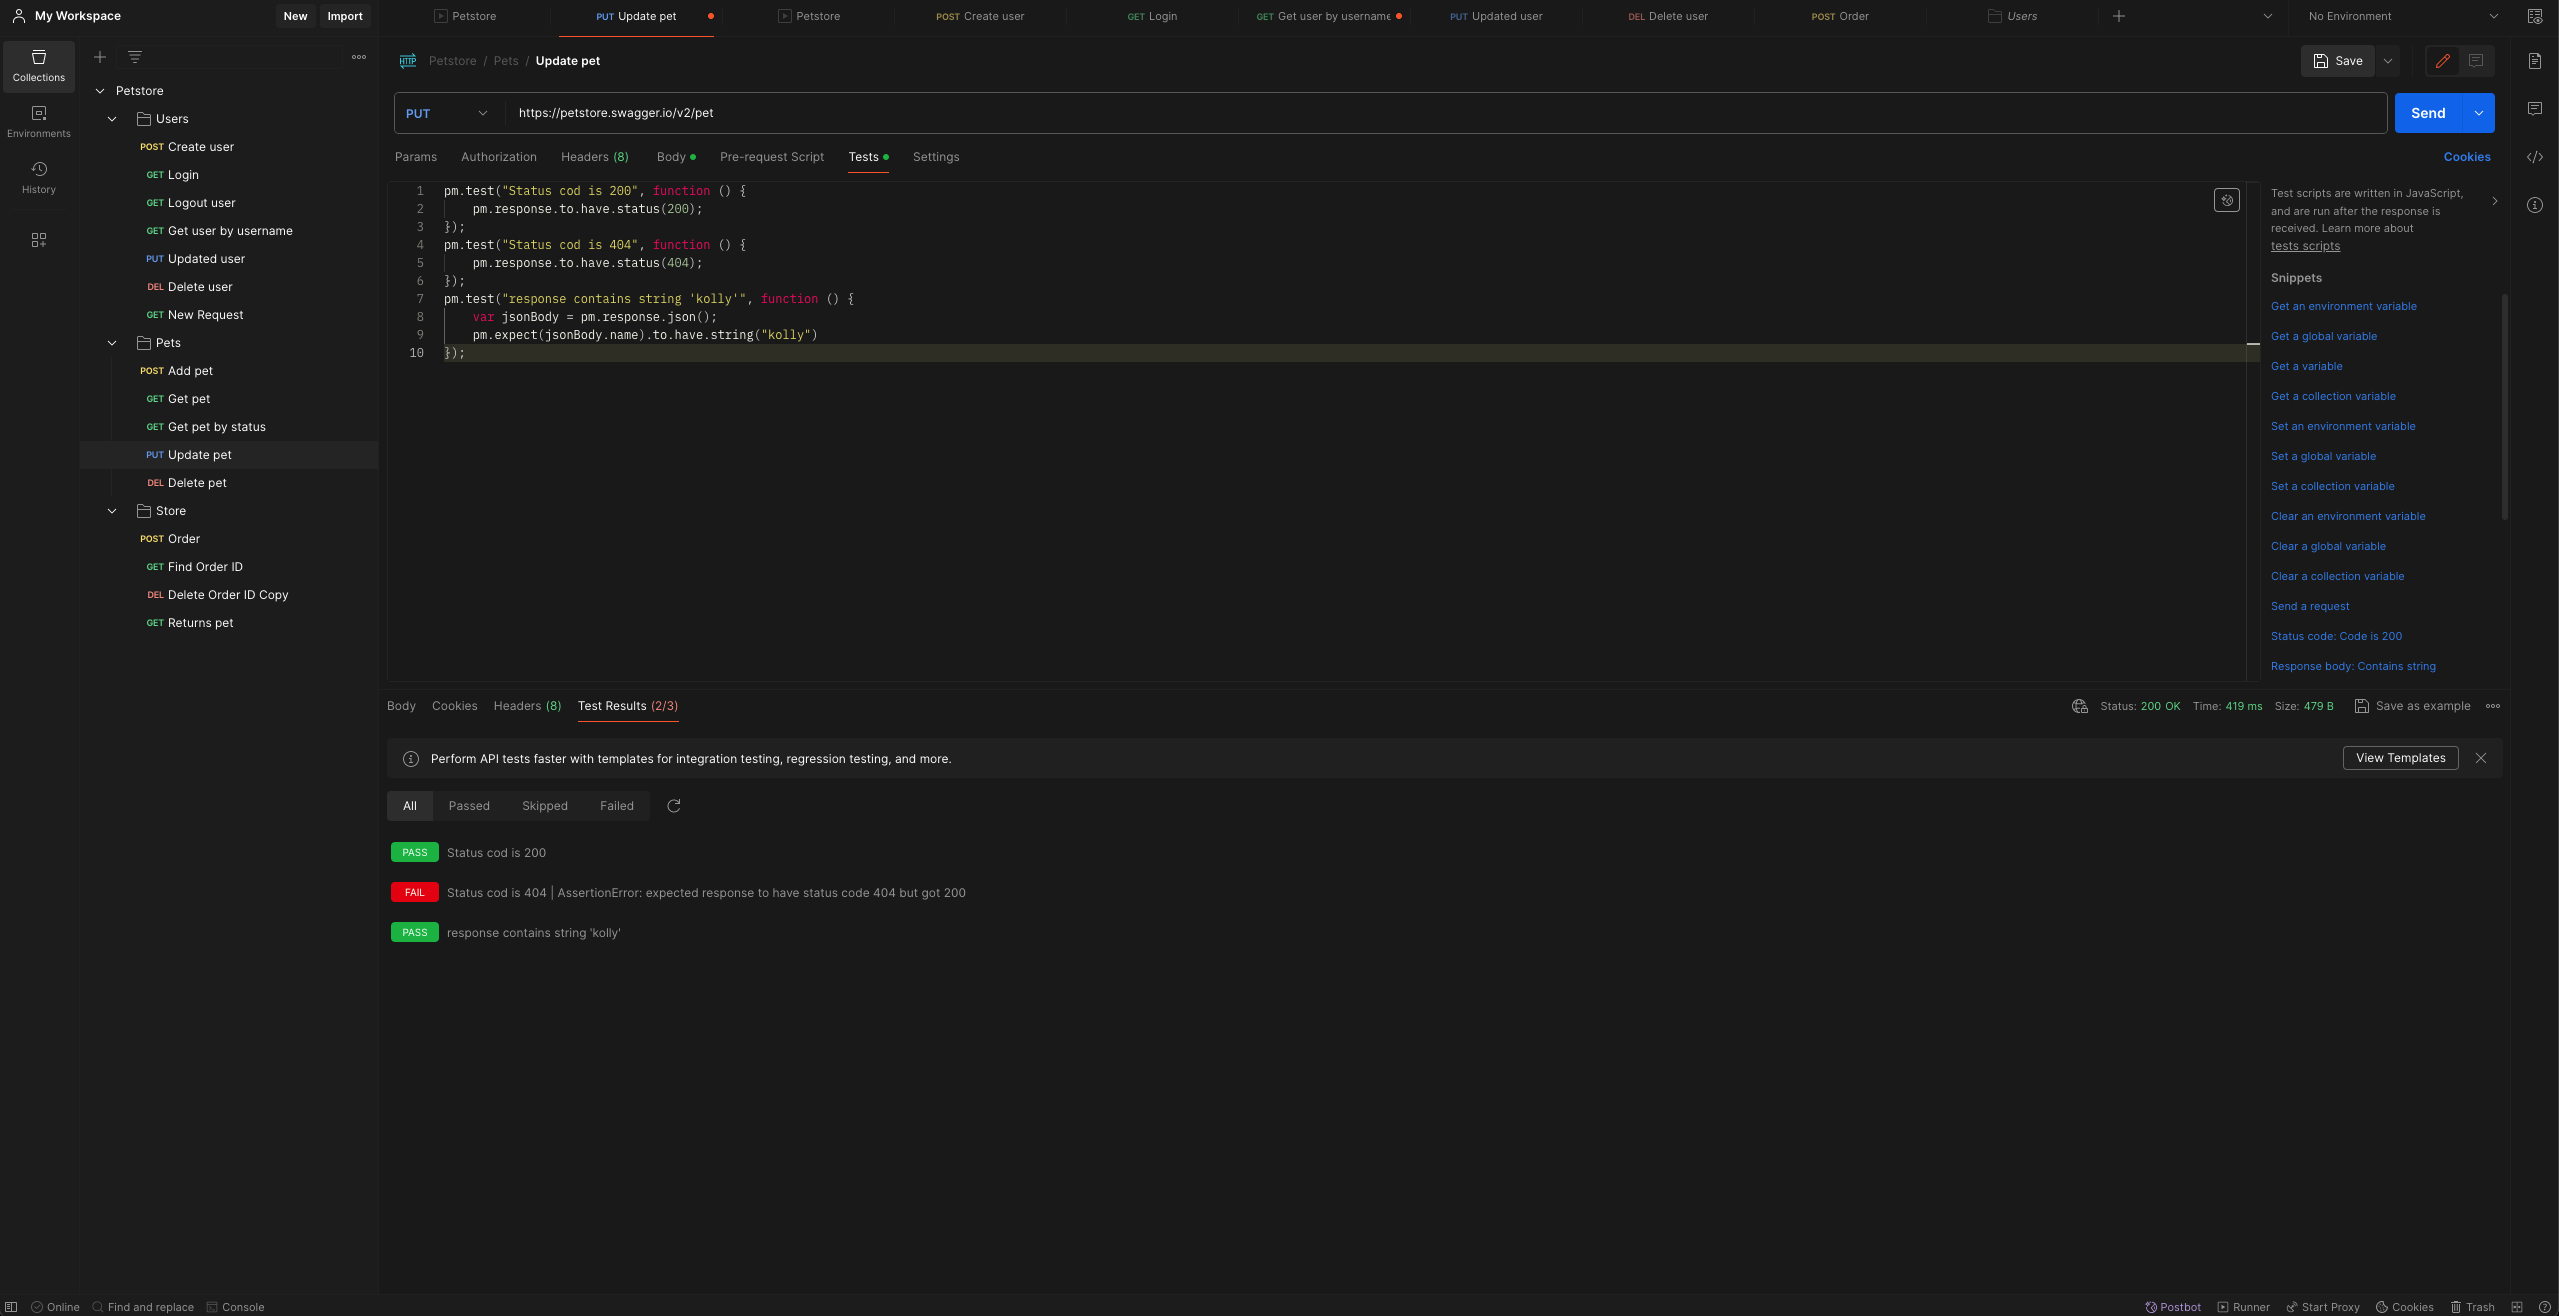 My Workspace
New
Import
Petstore
PUT Update pet
Petstore
POST Create user
GET Login
GET Get user by username
PUT Updated user
DEL Delete user
POST Order
Users
No Environment
Collections
Environments
History
Petstore
Users
POST Create user
GET Login
GET Logout user
GET Get user by username
PUT Updated user
DEL Delete user
GET New Request
Pets
POST Add pet
GET Get pet
GET Get pet by status
PUT Update pet
DEL Delete pet
Store
POST Order
GET Find Order ID
DEL Delete Order ID Copy
GET Returns pet
HTTP Petstore / Pets / Update pet
Save
PUT
https://petstore.swagger.io/v2/pet
Send
Params Authorization Headers (8) Body Pre-request Script Tests Settings
Cookies
1 pm.test("Status cod is 200", function () {
2 pm.response.to.have.status(200);
3 });
4 pm.test("Status cod is 404", function () {
5 pm.response.to.have.status(404);
6 });
7 pm.test("response contains string 'kolly'", function () {
8 var jsonBody = pm.response.json();
9 pm.expect(jsonBody.name).to.have.string("kolly")
10 });
Test scripts are written in JavaScript,
and are run after the response is
received. Learn more about
tests scripts
Snippets
Get an environment variable
Get a global variable
Get a variable
Get a collection variable
Set an environment variable
Set a global variable
Set a collection variable
Clear an environment variable
Clear a global variable
Clear a collection variable
Send a request
Status code: Code is 200
Response body: Contains string
Body Cookies Headers (8) Test Results (2/3)
Status: 200 OK Time: 419 ms Size: 479 B Save as example
Perform API tests faster with templates for integration testing, regression testing, and more.
View Templates
All Passed Skipped Failed
PASS Status cod is 200
FAIL Status cod is 404 | AssertionError: expected response to have status code 404 but got 200
PASS response contains string 'kolly'
Online Find and replace Console
Postbot Runner Start Proxy Cookies Trash